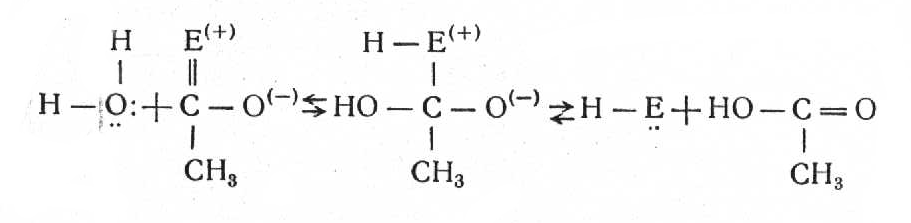 H E(+) H — E(+)
| || |
H — O: + C — O(−) ⇆ HO — C — O(−) ⇄ H — E + HO — C = O
| | |
CH₃ CH₃ CH₃